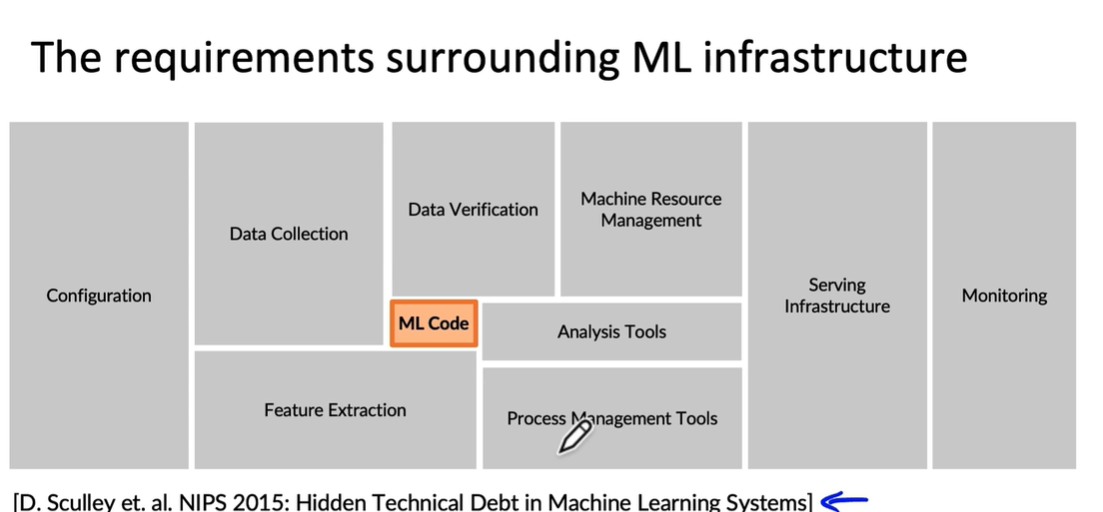 The requirements surrounding ML infrastructure
Configuration
Data Collection
Data Verification
Machine Resource
Management
ML Code
Analysis Tools
Feature Extraction
Process Management Tools
Serving
Infrastructure
Monitoring
[D. Sculley et. al. NIPS 2015: Hidden Technical Debt in Machine Learning Systems]